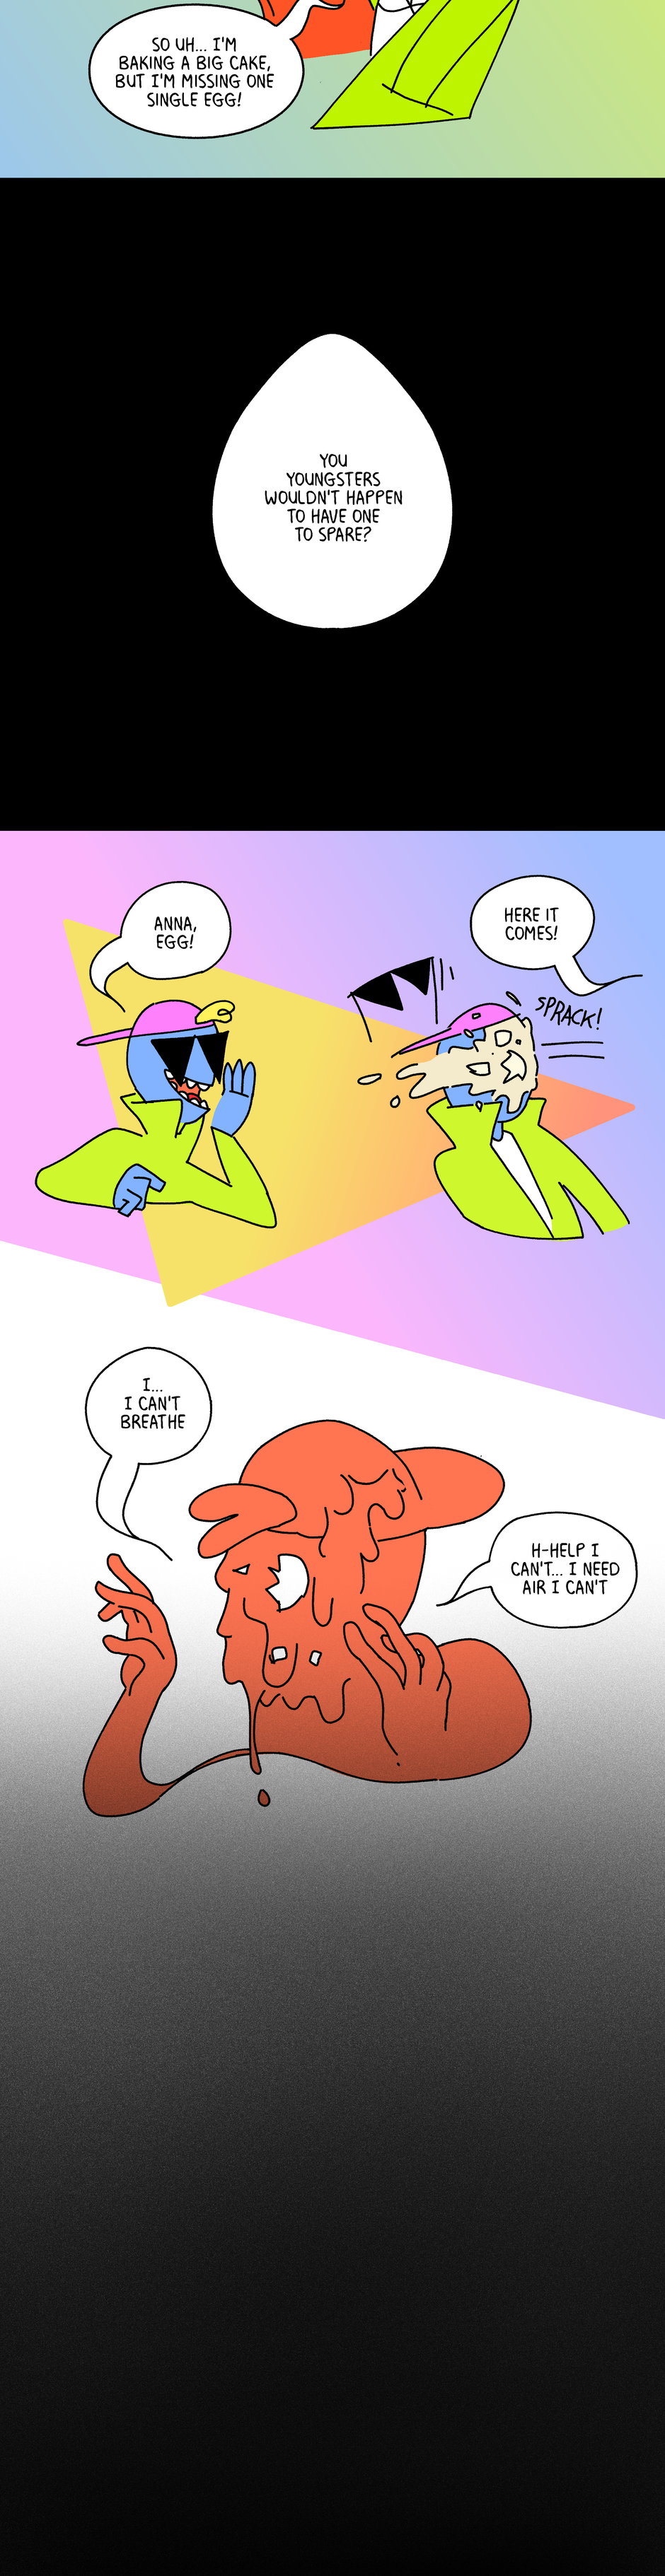 SO UH... I'M
BAKING A BIG CAKE,
BUT I'M MISSING ONE
SINGLE EGG!
YOU
YOUNGSTERS
WOULDN'T HAPPEN
TO HAVE ONE
TO SPARE?
ANNA,
EGG!
HERE IT
COMES!
SPRACK!
I...
I CAN'T
BREATHE
H-HELP I
CAN'T... I NEED
AIR I CAN'T